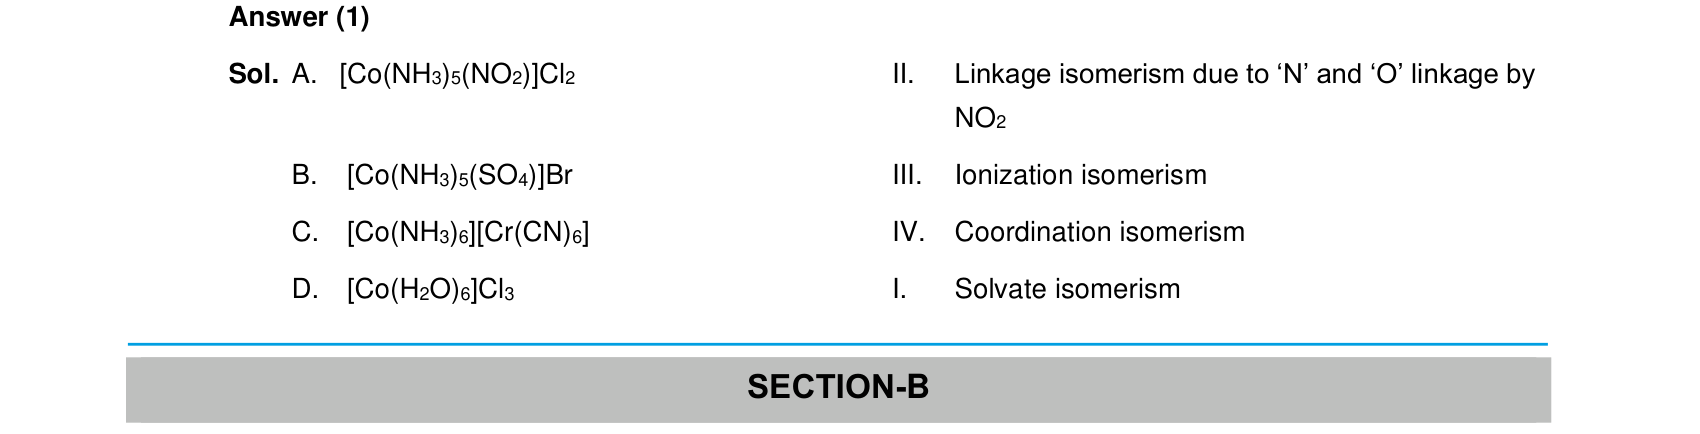 Answer (1)
Sol. A. [Co(NH3)5(NO2)]Cl2 II. Linkage isomerism due to ‘N’ and ‘O’ linkage by
NO2
B. [Co(NH3)5(SO4)]Br III. Ionization isomerism
C. [Co(NH3)6][Cr(CN)6] IV. Coordination isomerism
D. [Co(H2O)6]Cl3 I. Solvate isomerism
SECTION-B